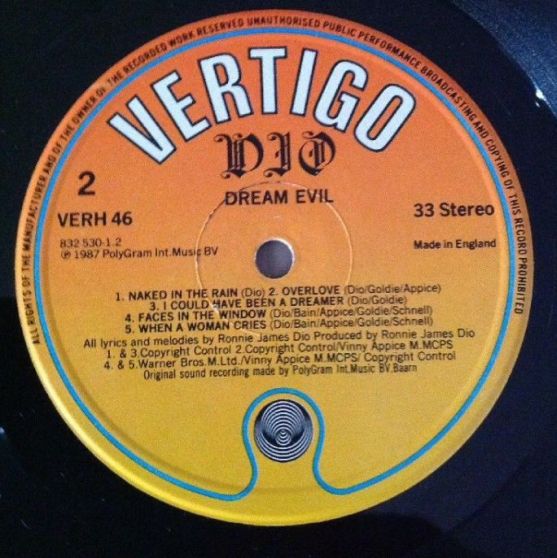 ALL RIGHTS OF THE MANUFACTURER AND OF THE OWNER OF THE RECORDED WORK RESERVED UNAUTHORISED PUBLIC PERFORMANCE BROADCASTING AND COPYING OF THIS RECORD PROHIBITED
VERTIGO
DIO
DREAM EVIL
2
VERH 46
33 Stereo
832 530-1.2
℗ 1987 PolyGram Int.Music BV
Made in England
1. NAKED IN THE RAIN (Dio) 2. OVERLOVE (Dio/Goldie/Appice)
3. I COULD HAVE BEEN A DREAMER (Dio/Goldie)
4. FACES IN THE WINDOW (Dio/Bain/Appice/Goldie/Schnell)
5. WHEN A WOMAN CRIES (Dio/Bain/Appice/Goldie/Schnell)
All lyrics and melodies by Ronnie James Dio Produced by Ronnie James Dio
1. & 3.Copyright Control 2.Copyright Control/Vinny Appice M.MCPS
4. & 5.Warner Bros.M.Ltd./Vinny Appice M.MCPS/ Copyright Control
Original sound recording made by PolyGram Int.Music BV,Baarn